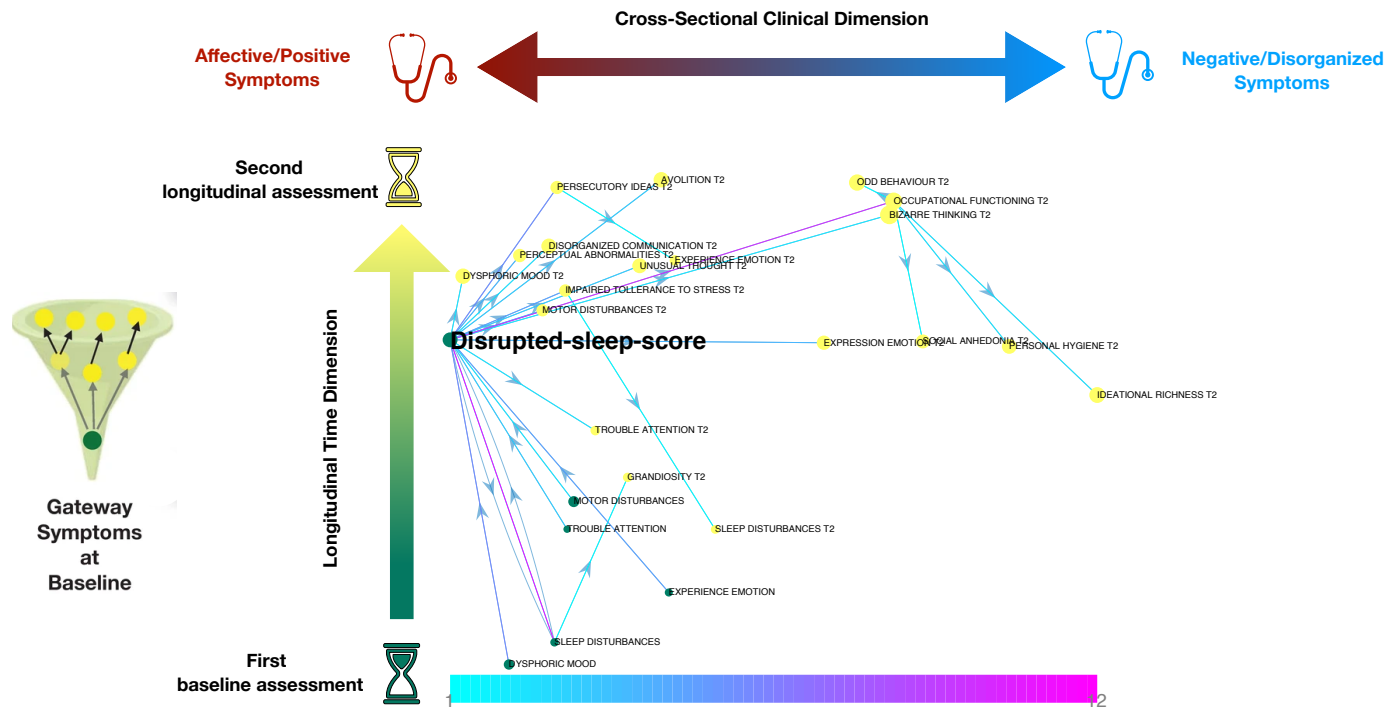 Cross-Sectional Clinical Dimension
Affective/Positive
Symptoms
Negative/Disorganized
Symptoms
Second
longitudinal assessment
PERSECUTORY IDEAS T2
AVOLITION T2
ODD BEHAVIOUR T2
OCCUPATIONAL FUNCTIONING T2
BIZARRE THINKING T2
DISORGANIZED COMMUNICATION T2
PERCEPTUAL ABNORMALITIES T2
EXPERIENCE EMOTION T2
UNUSUAL THOUGHT T2
DYSPHORIC MOOD T2
IMPAIRED TOLLERANCE TO STRESS T2
MOTOR DISTURBANCES T2
Disrupted-sleep-score
EXPRESSION EMOTION T2
SOCIAL ANHEDONIA T2
PERSONAL HYGIENE T2
IDEATIONAL RICHNESS T2
TROUBLE ATTENTION T2
GRANDIOSITY T2
MOTOR DISTURBANCES
TROUBLE ATTENTION
SLEEP DISTURBANCES T2
EXPERIENCE EMOTION
SLEEP DISTURBANCES
DYSPHORIC MOOD
Longitudinal Time Dimension
Gateway
Symptoms
at
Baseline
First
baseline assessment
1
12